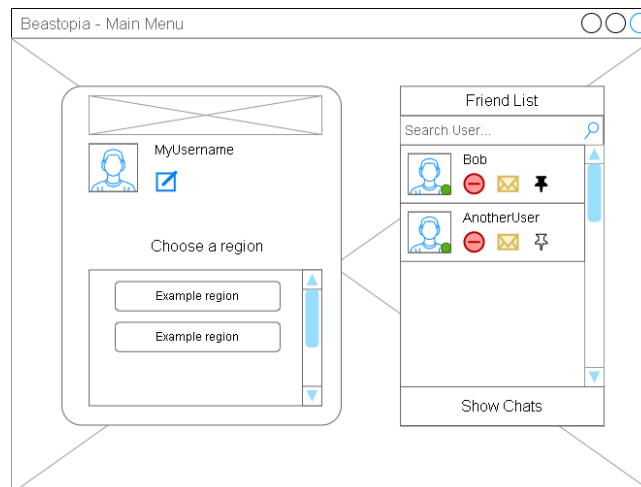 Beastopia - Main Menu
MyUsername
Choose a region
Example region
Example region
Friend List
Search User...
Bob
AnotherUser
Show Chats